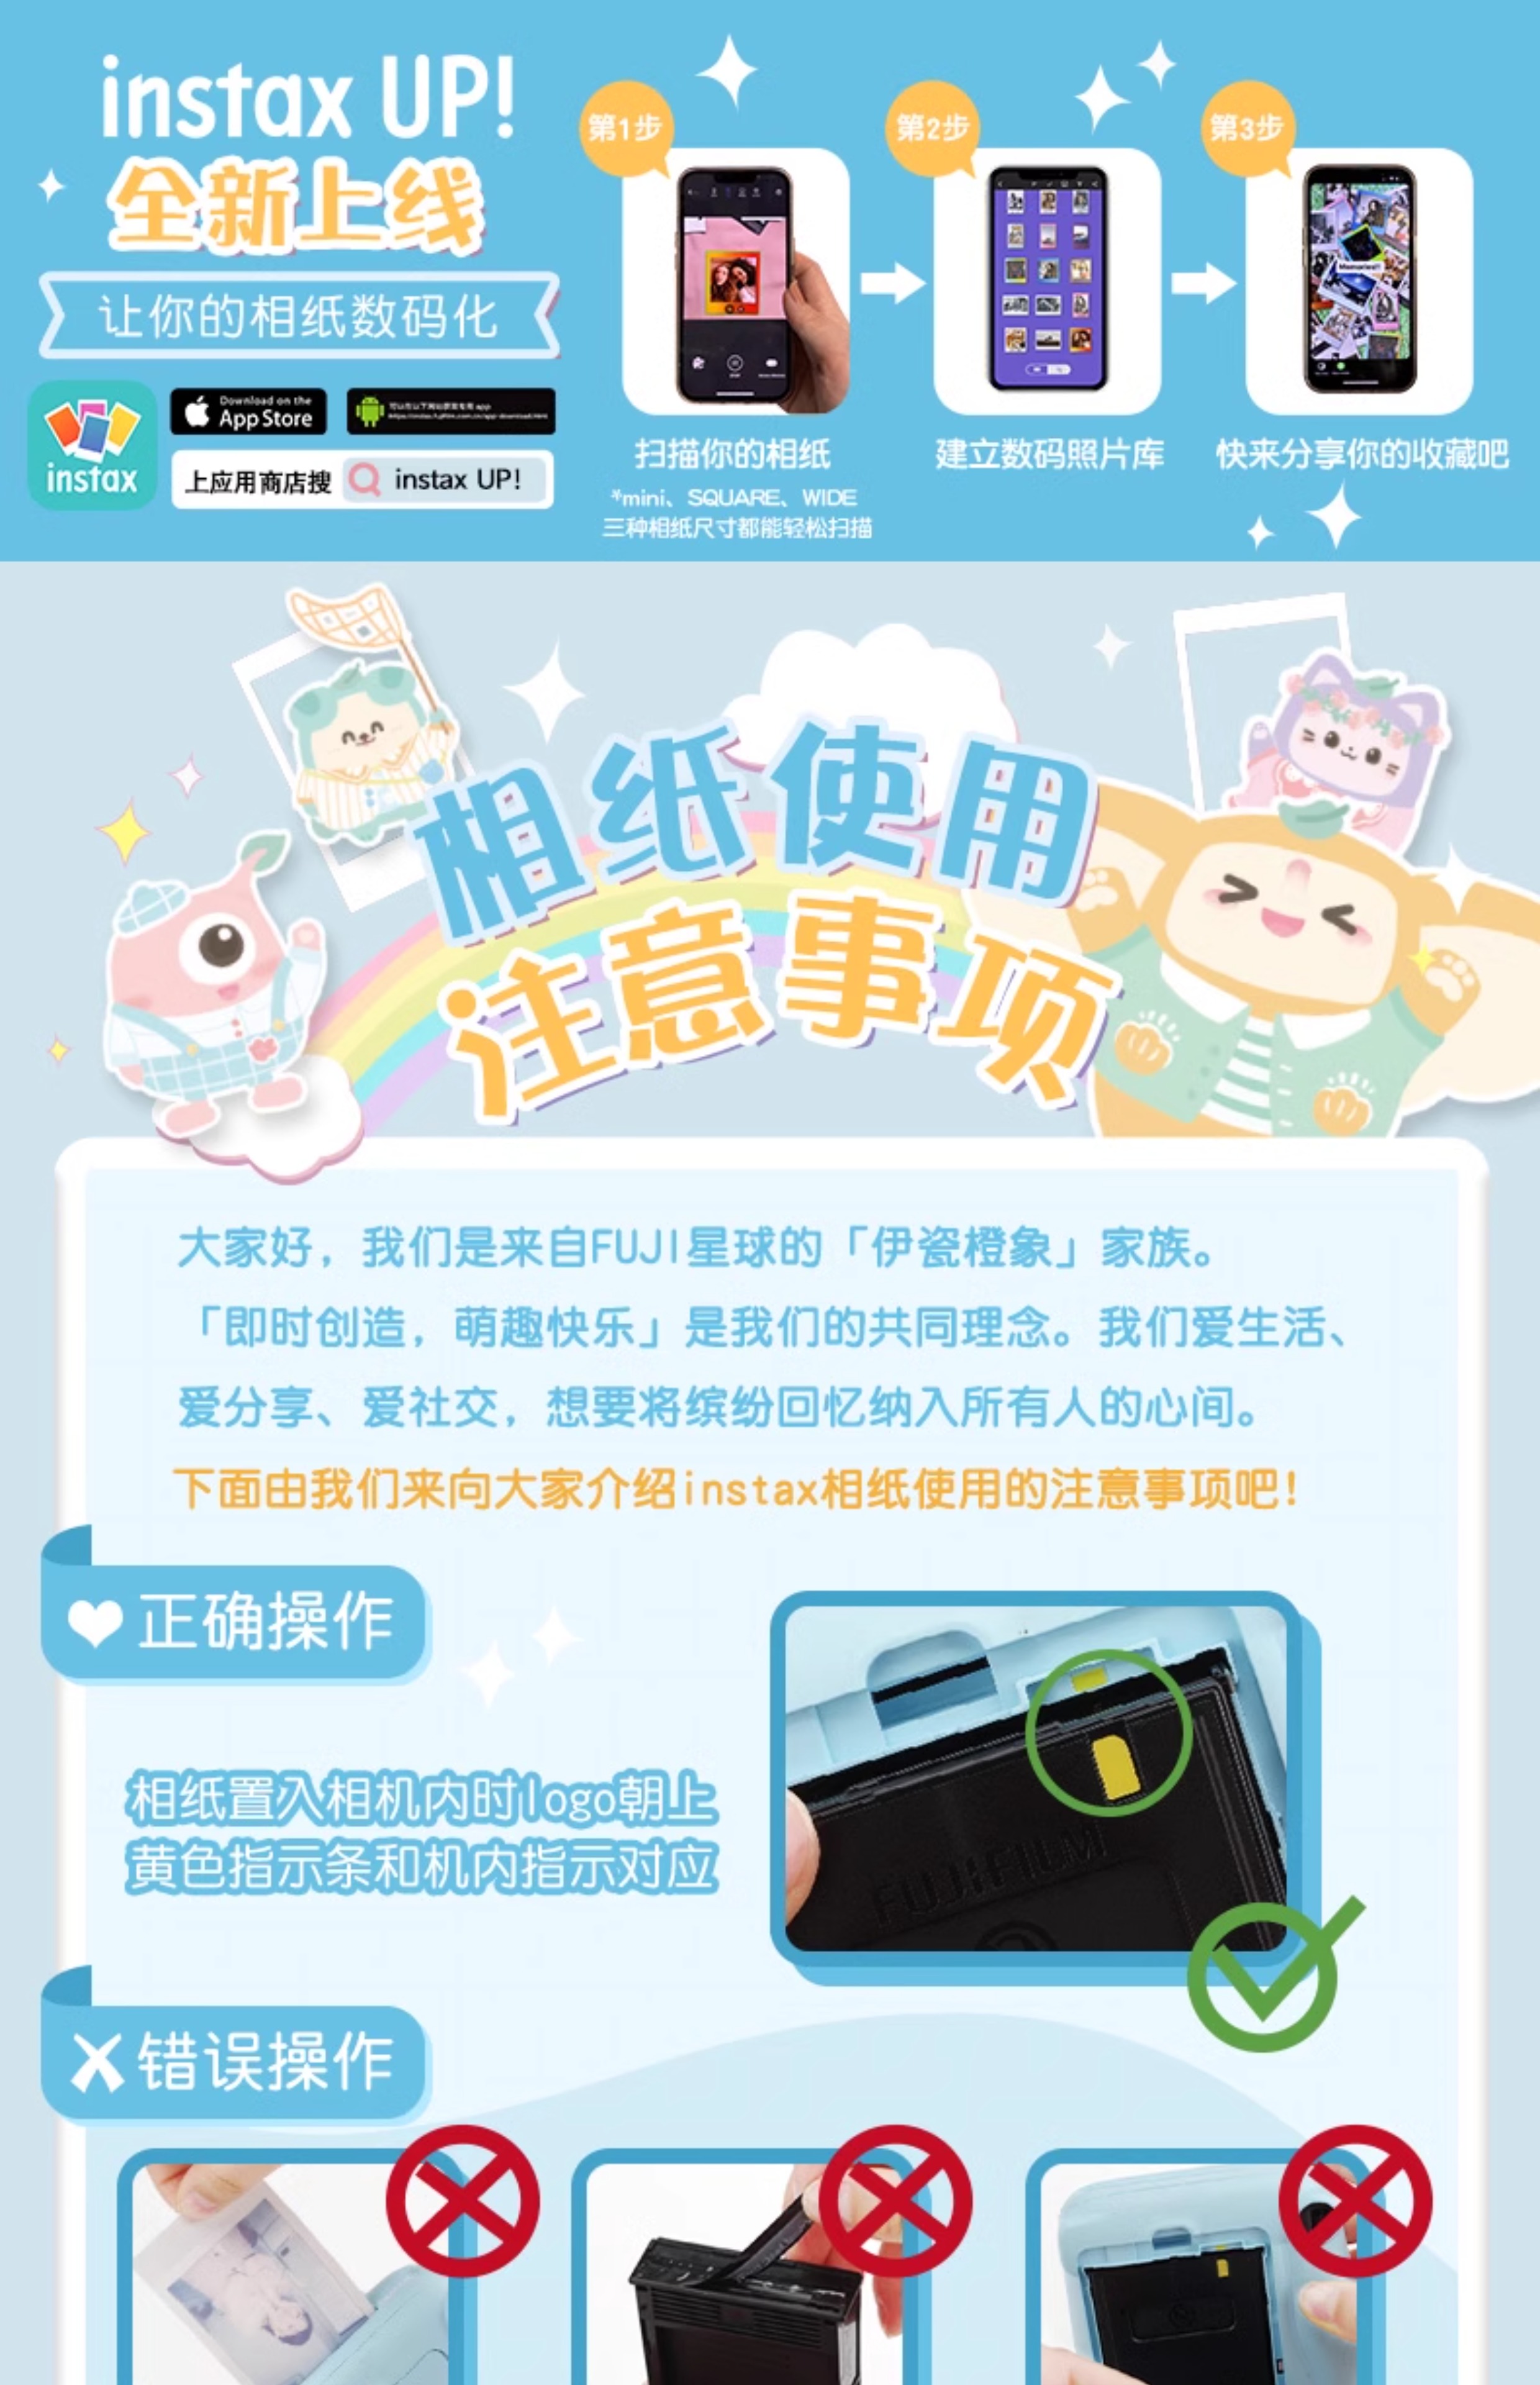 instax UP!
全新上线
让你的相纸数码化
instax
Download on the
App Store
上应用商店搜
instax UP!
第1步
第2步
第3步
扫描你的相纸
建立数码照片库
快来分享你的收藏吧
*mini、SQUARE、WIDE
三种相纸尺寸都能轻松扫描
相纸使用
注意事项
大家好，我们是来自FUJI星球的「伊瓷橙象」家族。
「即时创造，萌趣快乐」是我们的共同理念。我们爱生活、
爱分享、爱社交，想要将缤纷回忆纳入所有人的心间。
下面由我们来向大家介绍instax相纸使用的注意事项吧！
正确操作
相纸置入相机内时logo朝上
黄色指示条和机内指示对应
FUJIFILM
错误操作